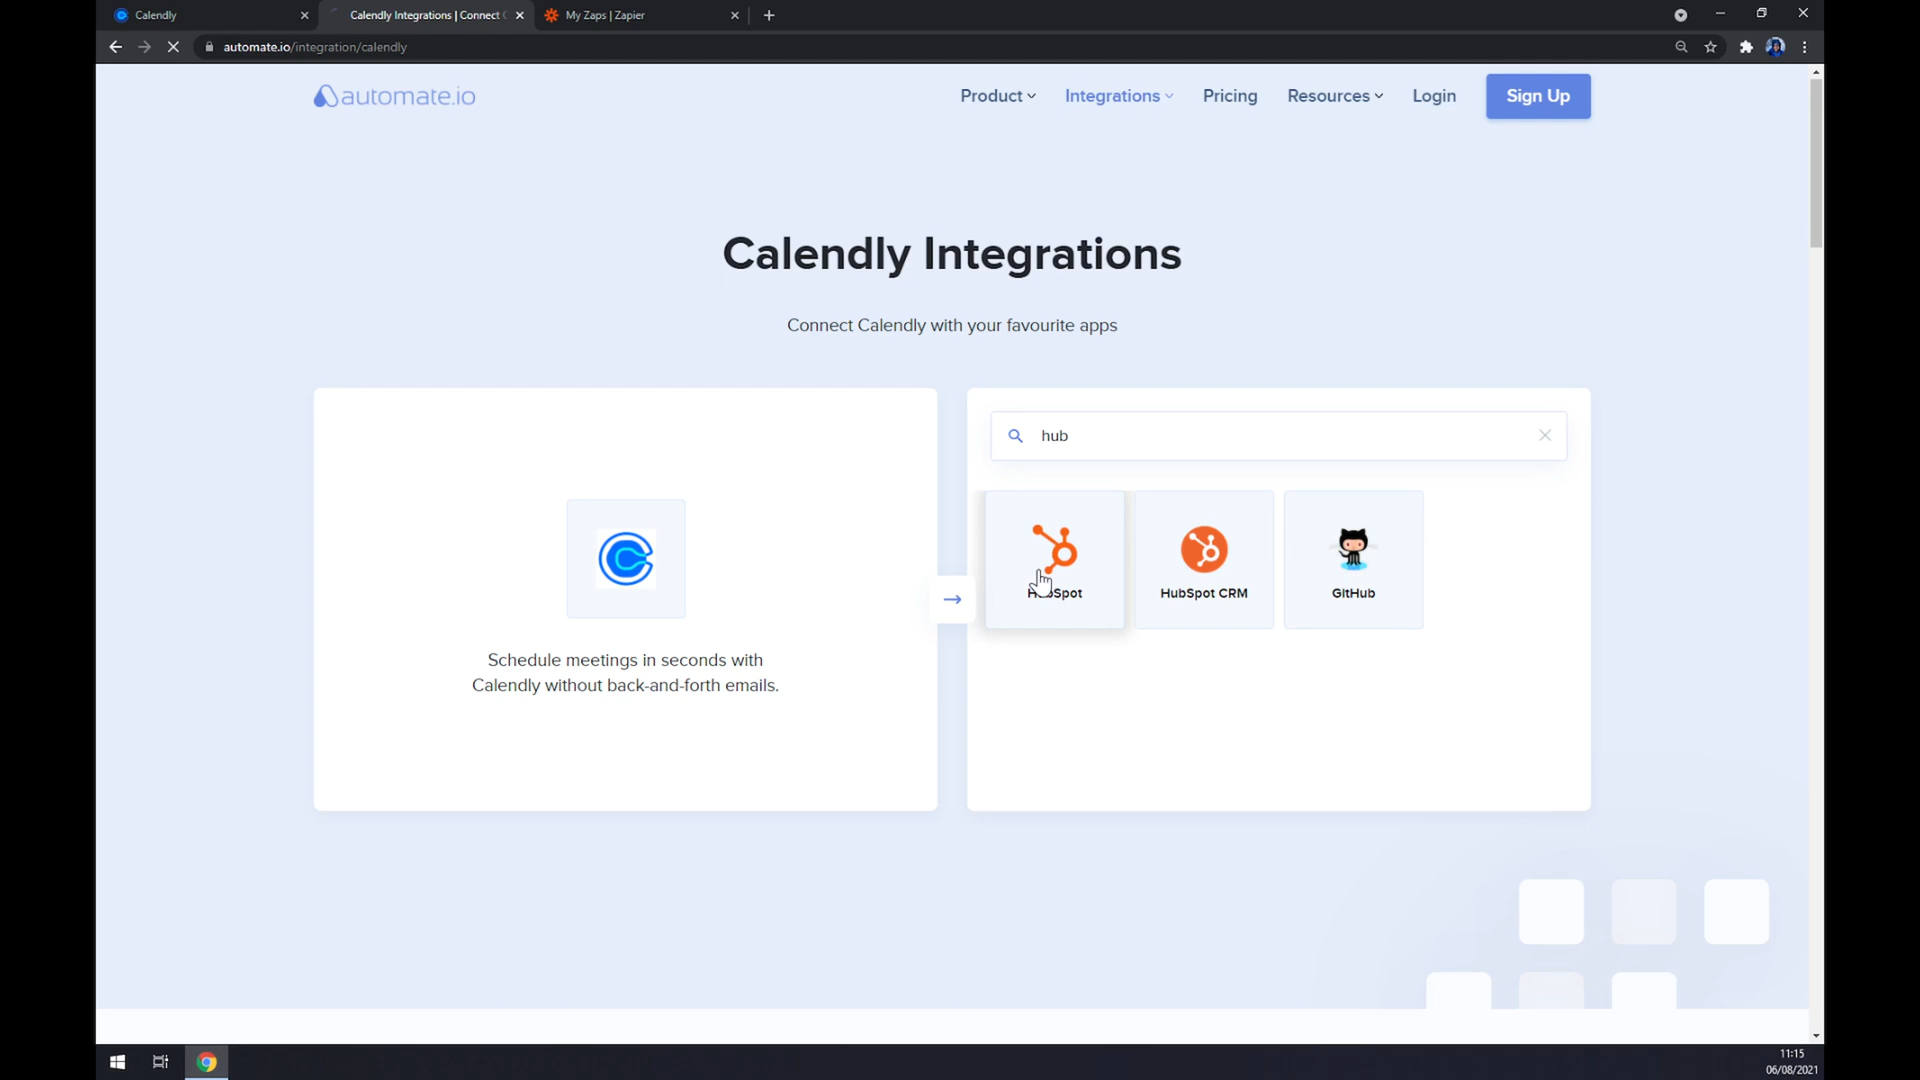 Calendly
Calendly Integrations | Connect
My Zaps | Zapier
automate.io/integration/calendly
automate.io
Product
Integrations
Pricing
Resources
Login
Sign Up
Calendly Integrations
Connect Calendly with your favourite apps
hub
HubSpot
HubSpot CRM
GitHub
Schedule meetings in seconds with
Calendly without back-and-forth emails.
11:15
06/08/2021